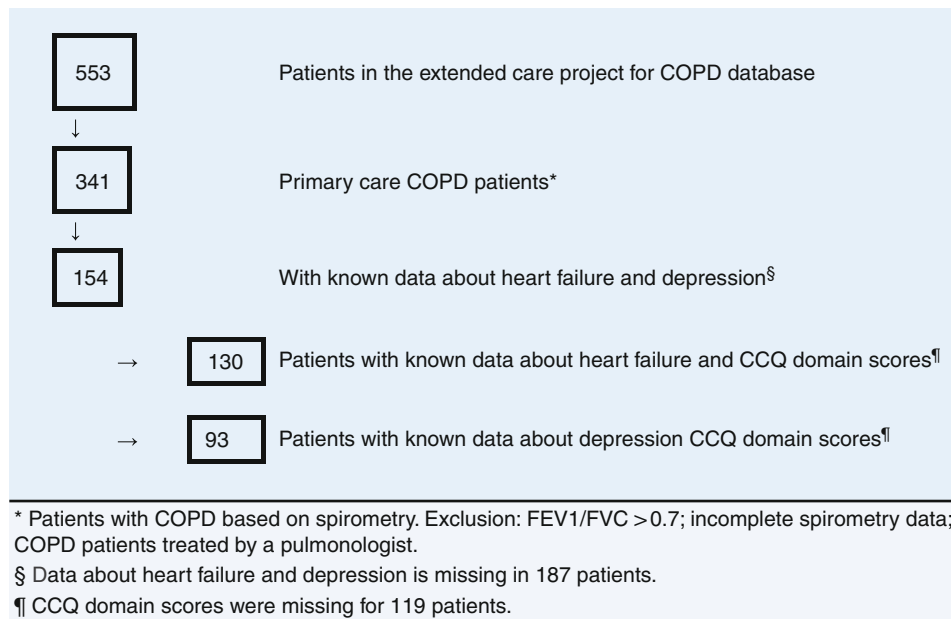 553 Patients in the extended care project for COPD database
↓
341 Primary care COPD patients*
↓
154 With known data about heart failure and depression§
→ 130 Patients with known data about heart failure and CCQ domain scores¶
→ 93 Patients with known data about depression CCQ domain scores¶
* Patients with COPD based on spirometry. Exclusion: FEV1/FVC >0.7; incomplete spirometry data;
COPD patients treated by a pulmonologist.
§ Data about heart failure and depression is missing in 187 patients.
¶ CCQ domain scores were missing for 119 patients.